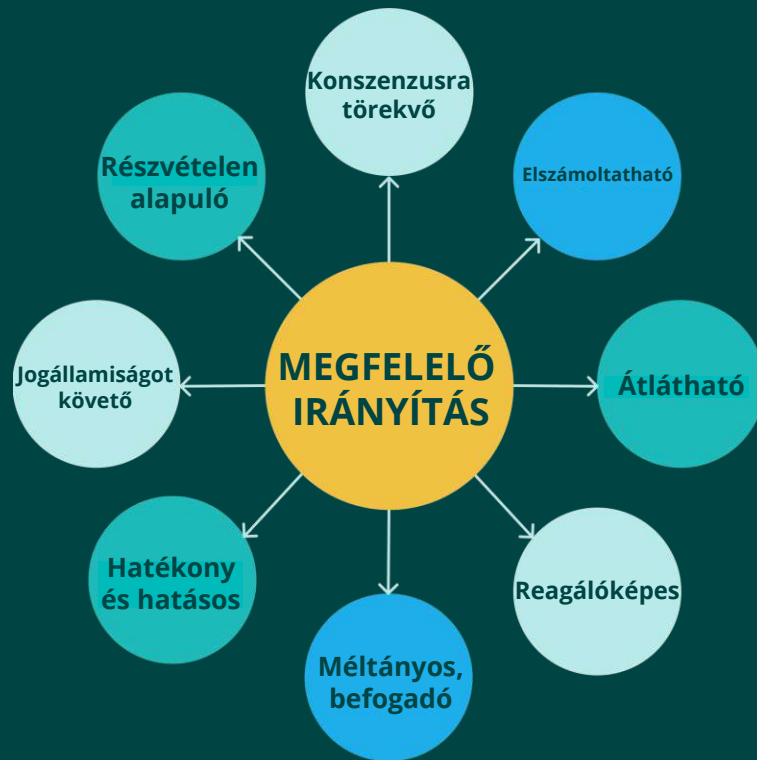 Konszenzusra
törekvő
Részvételen
alapuló
Elszámoltatható
MEGFELELŐ
IRÁNYÍTÁS
Jogállamiságot
követő
Átlátható
Hatékony
és hatásos
Reagálóképes
Méltányos,
befogadó